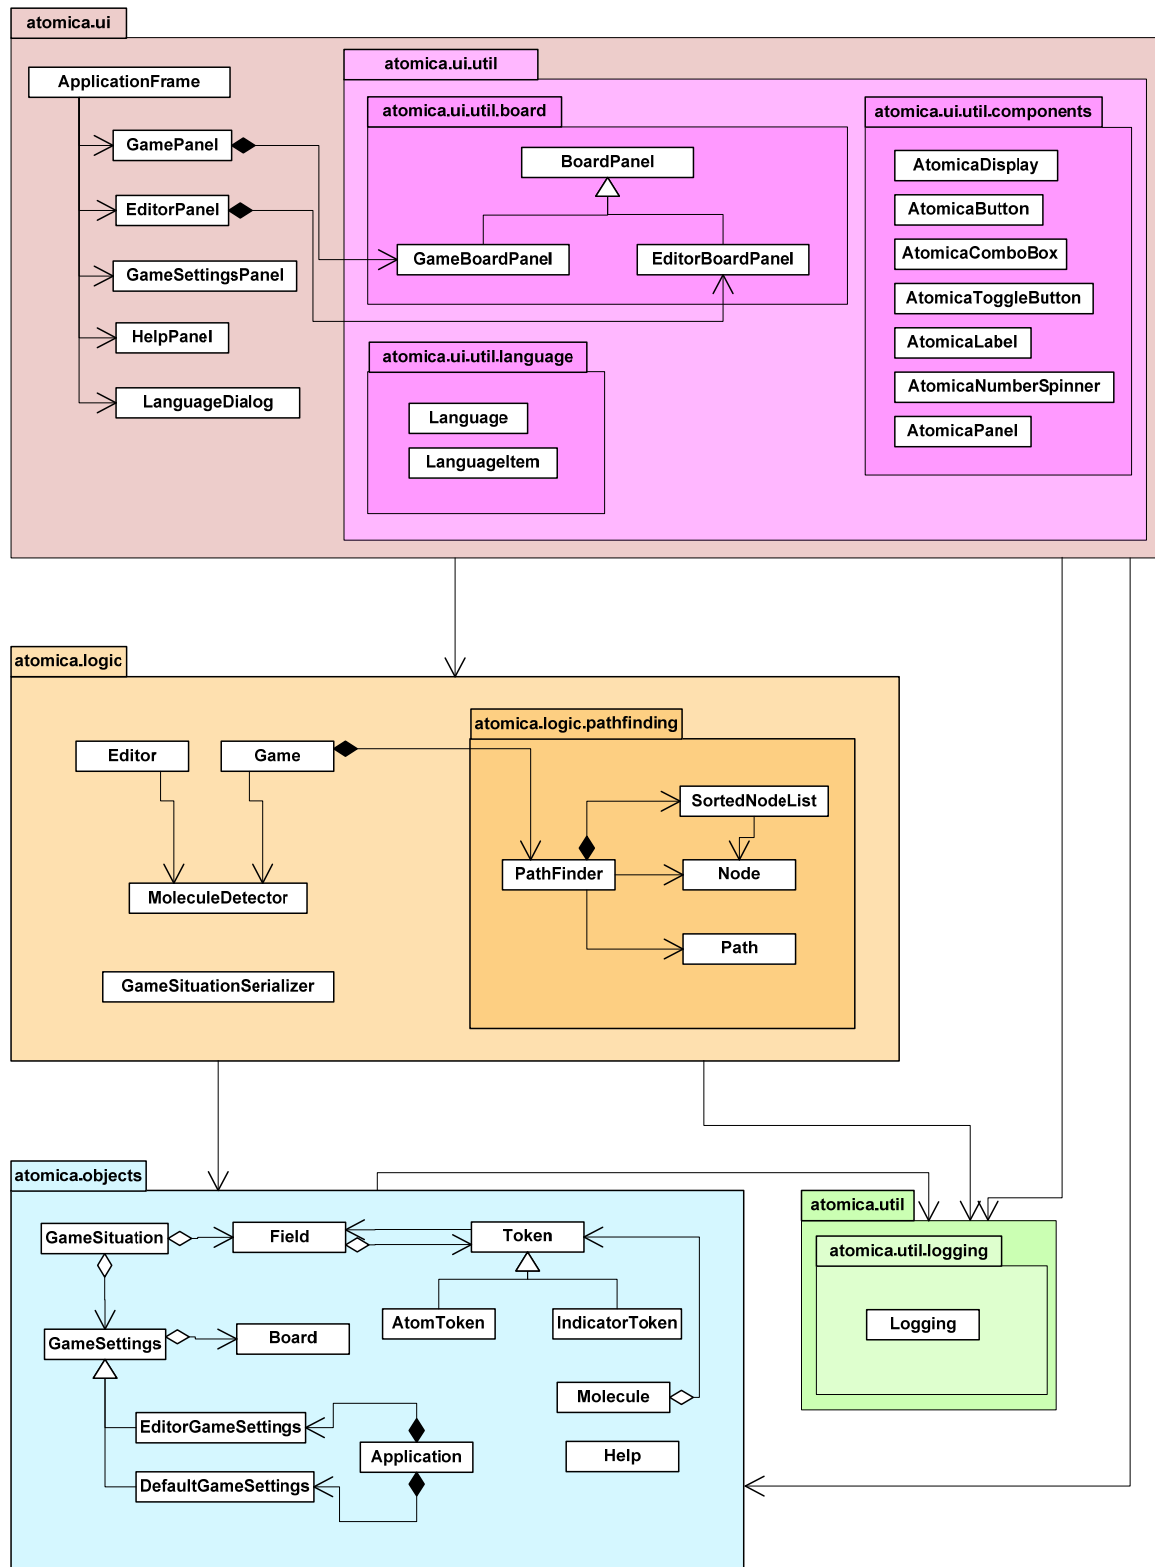 atomica.ui
ApplicationFrame
GamePanel
EditorPanel
GameSettingsPanel
HelpPanel
LanguageDialog
atomica.ui.util
atomica.ui.util.board
BoardPanel
GameBoardPanel
EditorBoardPanel
atomica.ui.util.language
Language
LanguageItem
atomica.ui.util.components
AtomicaDisplay
AtomicaButton
AtomicaComboBox
AtomicaToggleButton
AtomicaLabel
AtomicaNumberSpinner
AtomicaPanel
atomica.logic
Editor
Game
MoleculeDetector
GameSituationSerializer
atomica.logic.pathfinding
SortedNodeList
PathFinder
Node
Path
atomica.objects
GameSituation
Field
Token
AtomToken
IndicatorToken
GameSettings
Board
Molecule
EditorGameSettings
Application
Help
DefaultGameSettings
atomica.util
atomica.util.logging
Logging